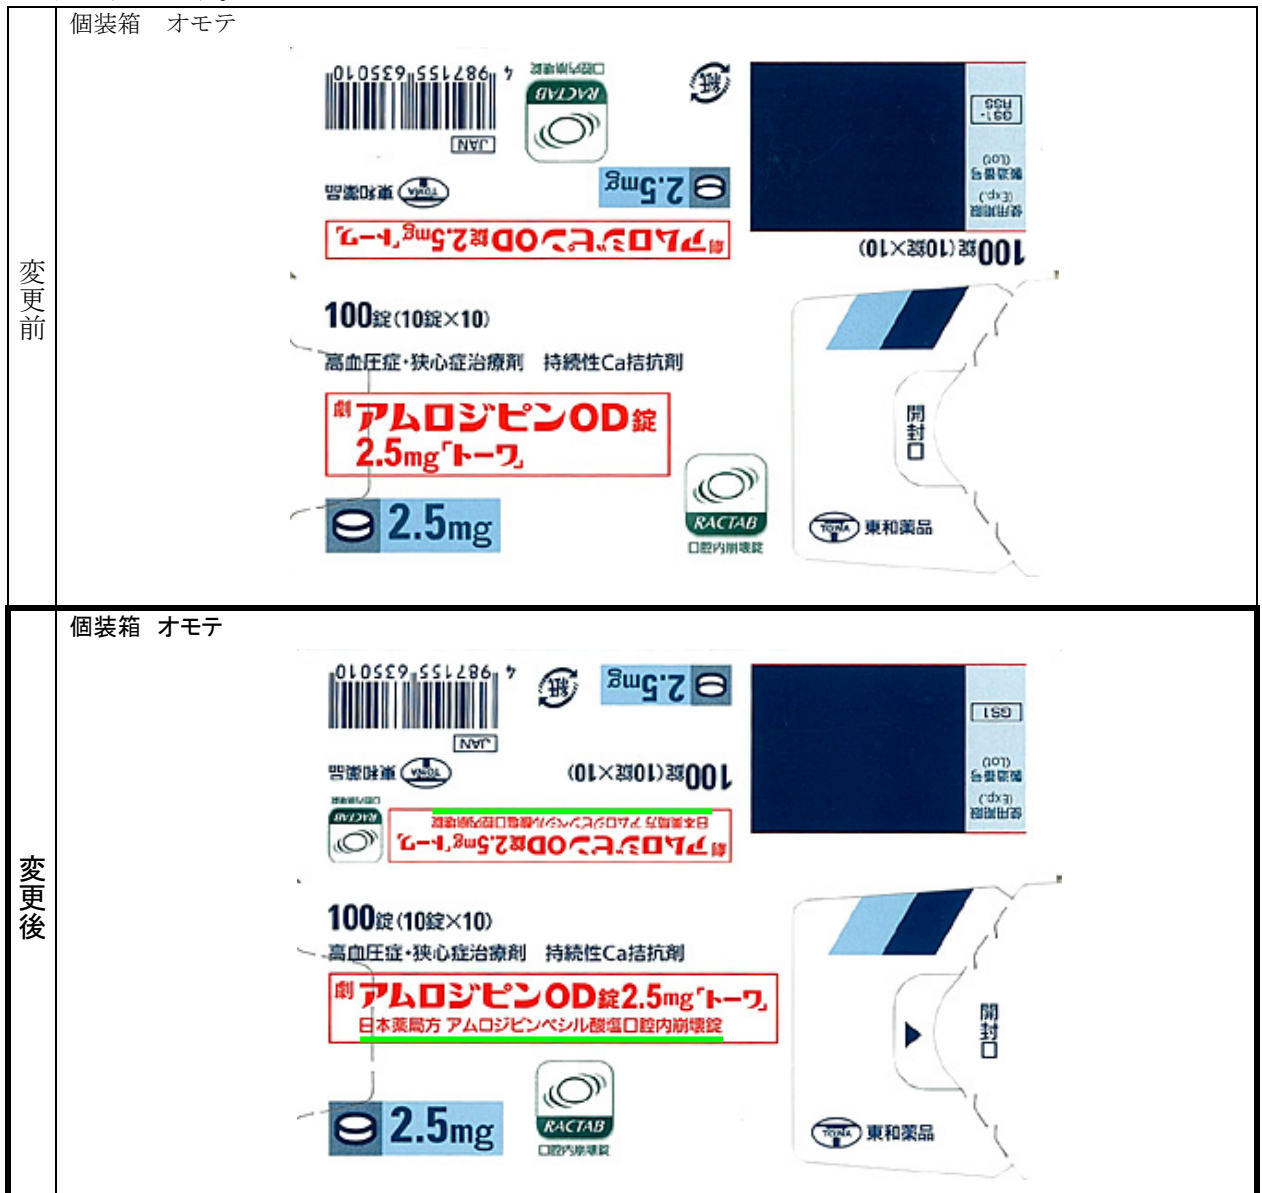 個装箱 オモテ
変更前
4 987155 635010
JAN
口腔内崩壊錠
RACTAB
紙
GS1-RSS
2.5mg
製造番号
(Lot)
使用期限
(Exp.)
TOWA 東和薬品
劇 アムロジピンOD錠2.5mg「トーワ」
100錠(10錠×10)
100錠(10錠×10)
高血圧症・狭心症治療剤 持続性Ca拮抗剤
劇 アムロジピンOD錠
2.5mg「トーワ」
開封口
2.5mg
RACTAB
口腔内崩壊錠
TOWA 東和薬品
変更後
個装箱 オモテ
4 987155 635010
JAN
紙
2.5mg
GS1
製造番号
(Lot)
使用期限
(Exp.)
TOWA 東和薬品
100錠(10錠×10)
口腔内崩壊錠
RACTAB
日本薬局方 アムロジピンベシル酸塩口腔内崩壊錠
劇 アムロジピンOD錠2.5mg「トーワ」
100錠(10錠×10)
高血圧症・狭心症治療剤 持続性Ca拮抗剤
劇 アムロジピンOD錠2.5mg「トーワ」
日本薬局方 アムロジピンベシル酸塩口腔内崩壊錠
開封口
2.5mg
RACTAB
口腔内崩壊錠
TOWA 東和薬品